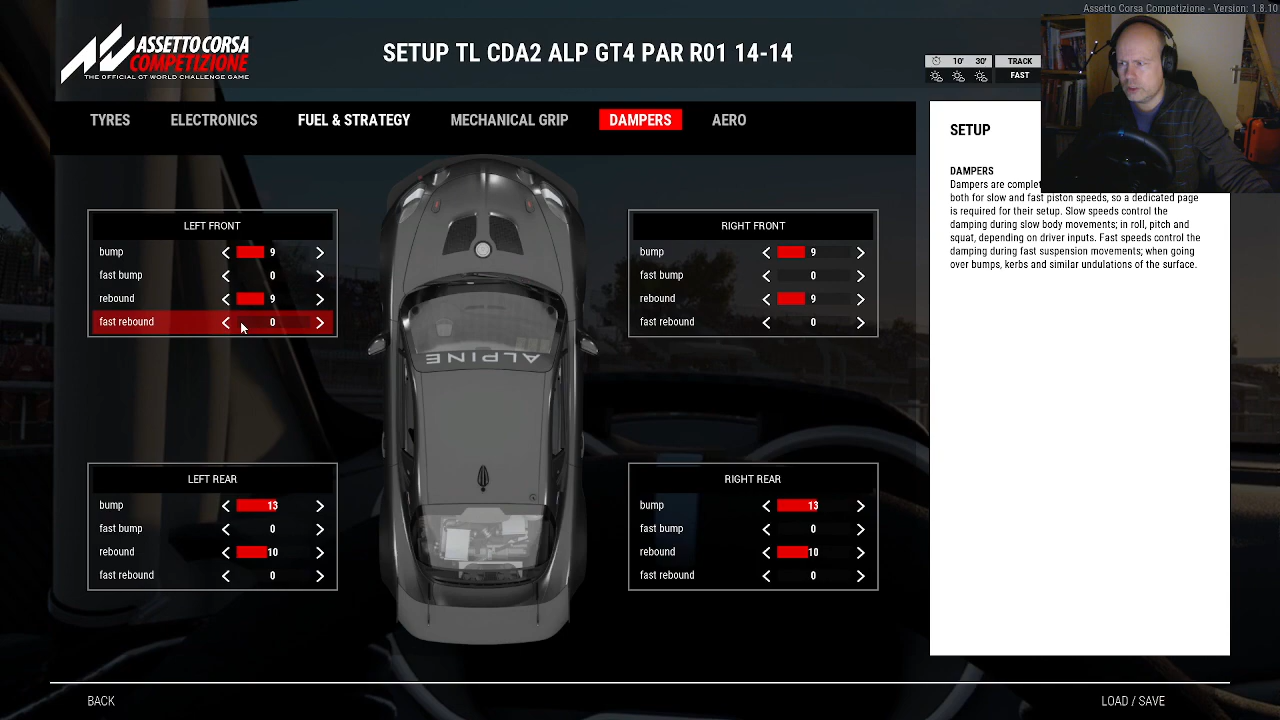 Assetto Corsa Competizione - Version: 1.8.10
ASSETTO CORSA
COMPETIZIONE
THE OFFICIAL GT WORLD CHALLENGE GAME
SETUP TL CDA2 ALP GT4 PAR R01 14-14
10' 30' TRACK
FAST
TYRES ELECTRONICS FUEL & STRATEGY MECHANICAL GRIP DAMPERS AERO
SETUP
DAMPERS
Dampers are complet
both for slow and fast piston speeds, so a dedicated page
is required for their setup. Slow speeds control the
damping during slow body movements; in roll, pitch and
squat, depending on driver inputs. Fast speeds control the
damping during fast suspension movements; when going
over bumps, kerbs and similar undulations of the surface.
LEFT FRONT
bump 9
fast bump 0
rebound 9
fast rebound 0
RIGHT FRONT
bump 9
fast bump 0
rebound 9
fast rebound 0
ALPINE
LEFT REAR
bump 13
fast bump 0
rebound 10
fast rebound 0
RIGHT REAR
bump 13
fast bump 0
rebound 10
fast rebound 0
BACK
LOAD / SAVE